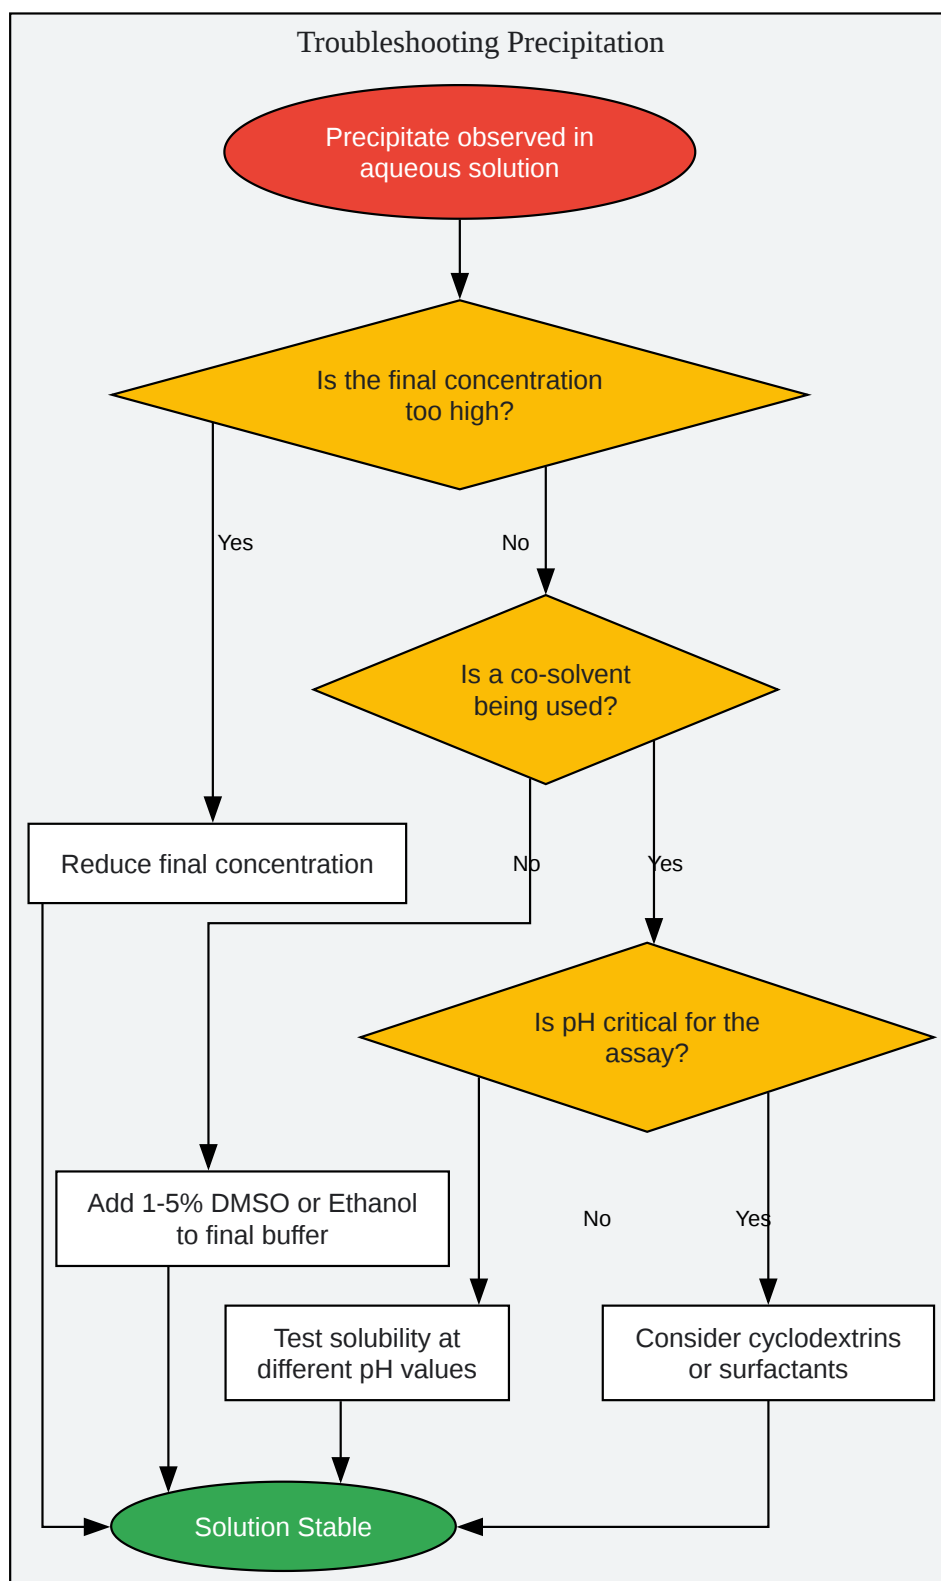 Troubleshooting Precipitation
Precipitate observed in
aqueous solution
Is the final concentration
too high?
Yes
No
Is a co-solvent
being used?
Reduce final concentration
No
Yes
Is pH critical for the
assay?
Add 1-5% DMSO or Ethanol
to final buffer
No
Yes
Test solubility at
different pH values
Consider cyclodextrins
or surfactants
Solution Stable